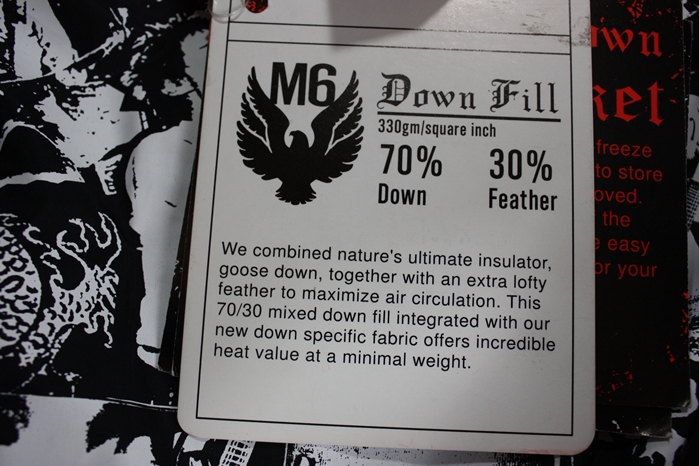 M6
Down Fill
330gm/square inch
70% 30%
Down Feather
We combined nature's ultimate insulator,
goose down, together with an extra lofty
feather to maximize air circulation. This
70/30 mixed down fill integrated with our
new down specific fabric offers incredible
heat value at a minimal weight.
own
ket
freeze
to store
oved.
the
easy
or your